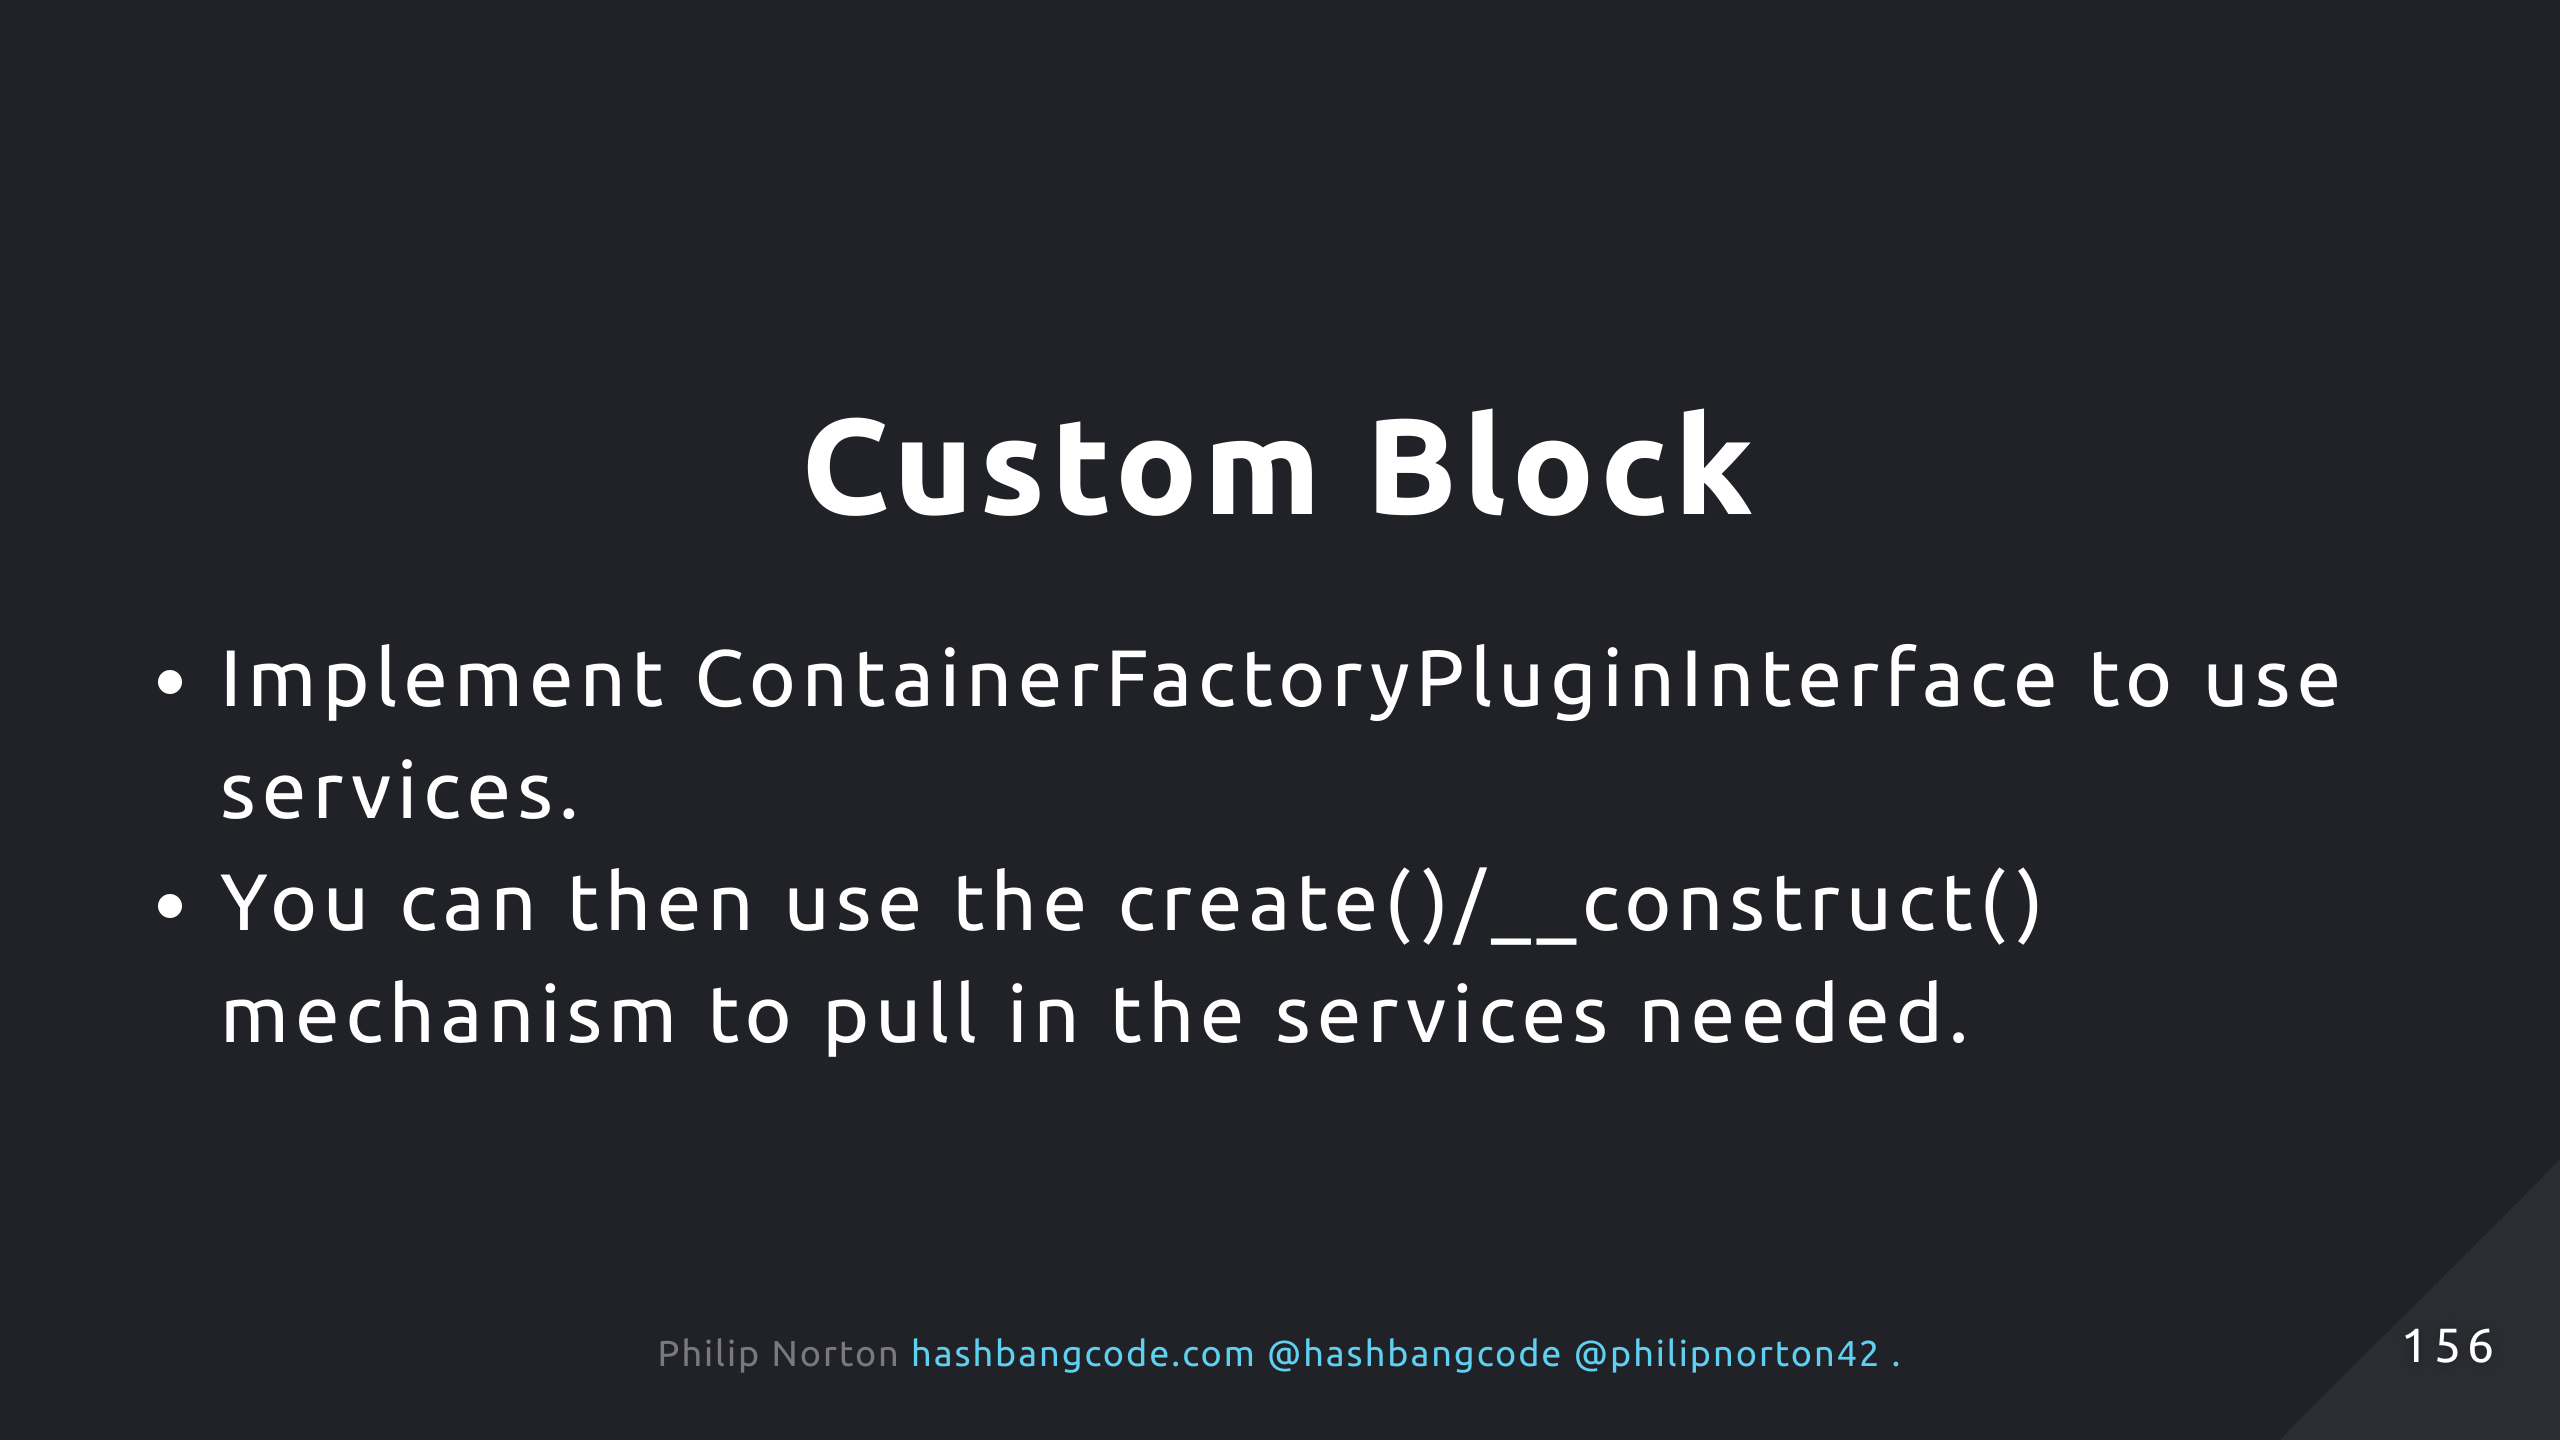 Custom Block
• Implement ContainerFactoryPluginInterface to use
services.
• You can then use the create()/__construct()
mechanism to pull in the services needed.
Philip Norton hashbangcode.com @hashbangcode @philipnorton42 .
156